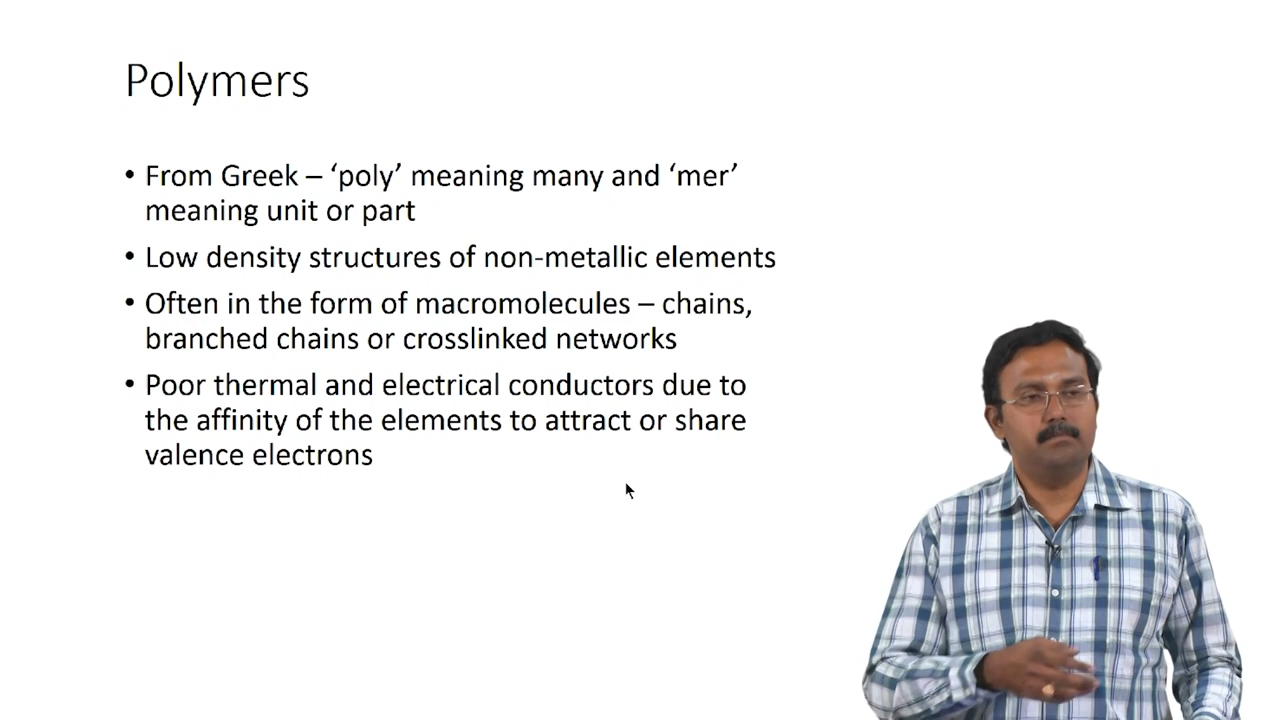 Polymers
• From Greek – ‘poly’ meaning many and ‘mer’
meaning unit or part
• Low density structures of non-metallic elements
• Often in the form of macromolecules – chains,
branched chains or crosslinked networks
• Poor thermal and electrical conductors due to
the affinity of the elements to attract or share
valence electrons